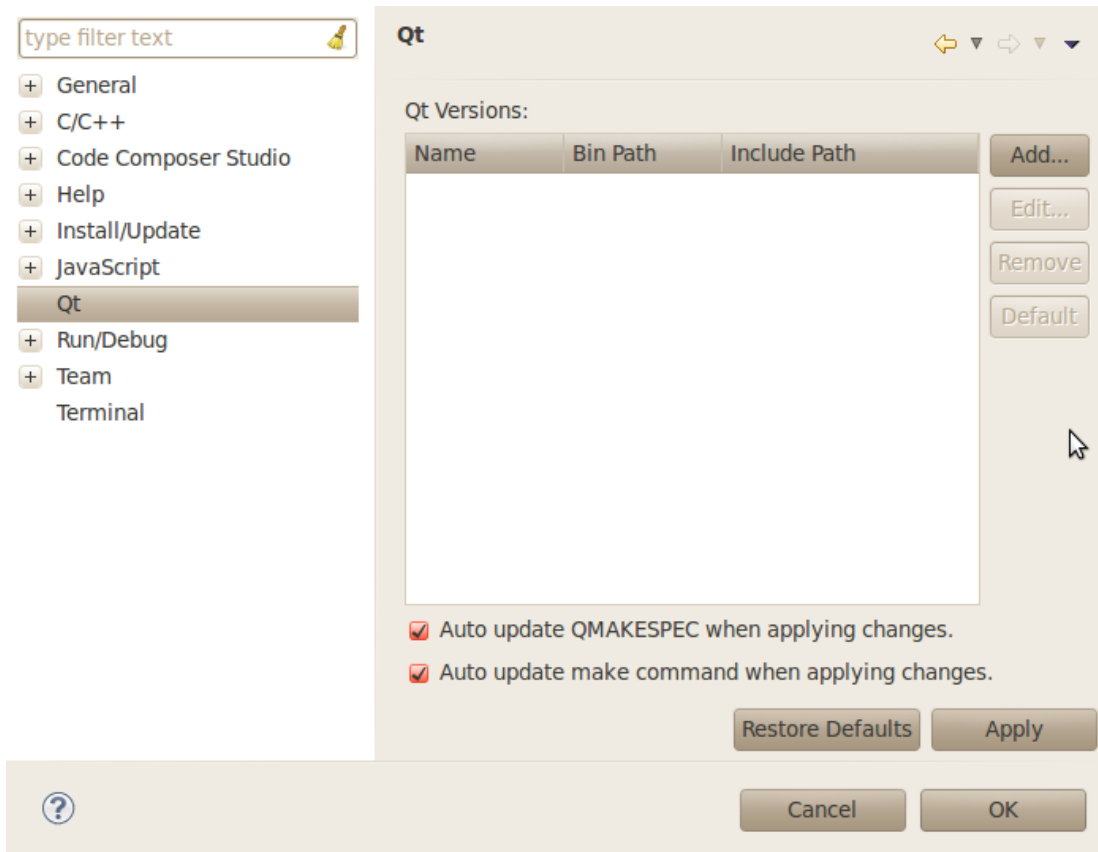 type filter text
General
C/C++
Code Composer Studio
Help
Install/Update
JavaScript
Qt
Run/Debug
Team
Terminal
Qt
Qt Versions:
Name Bin Path Include Path
Add...
Edit...
Remove
Default
Auto update QMAKESPEC when applying changes.
Auto update make command when applying changes.
Restore Defaults Apply
Cancel OK